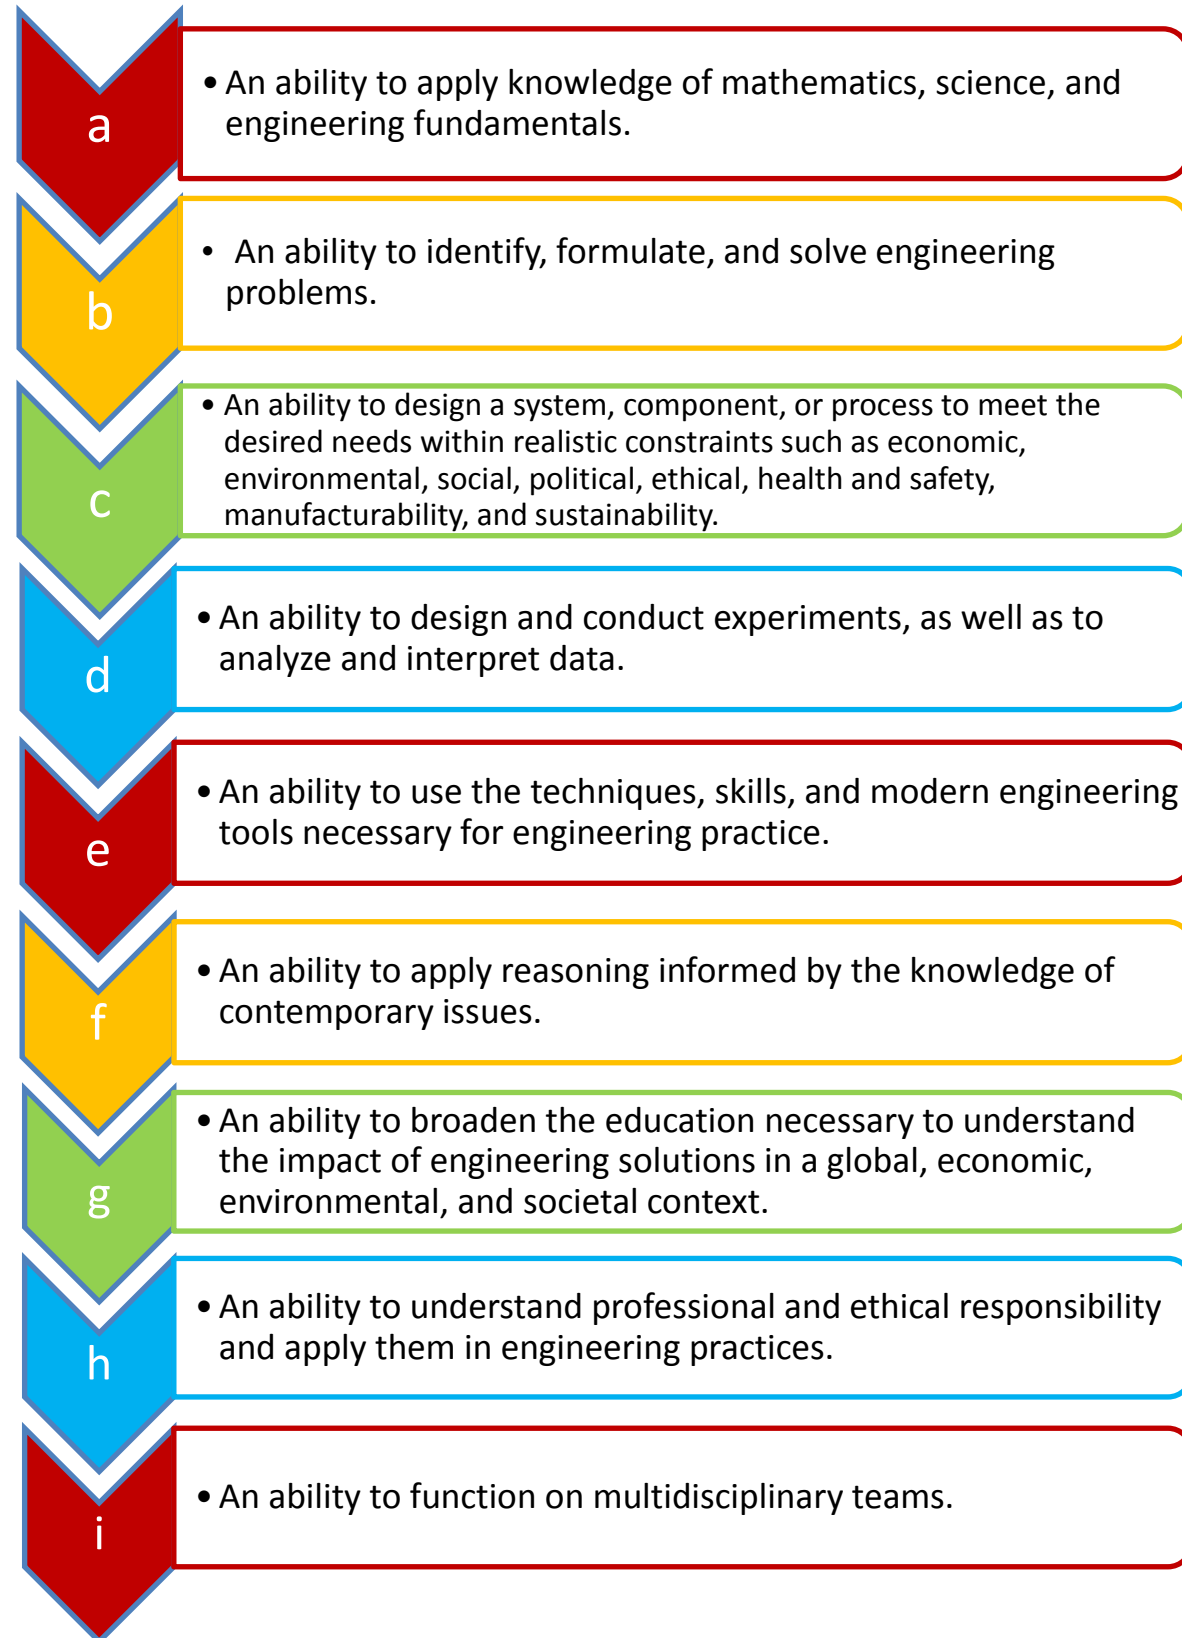 a
• An ability to apply knowledge of mathematics, science, and
engineering fundamentals.
b
• An ability to identify, formulate, and solve engineering
problems.
c
• An ability to design a system, component, or process to meet the
desired needs within realistic constraints such as economic,
environmental, social, political, ethical, health and safety,
manufacturability, and sustainability.
d
• An ability to design and conduct experiments, as well as to
analyze and interpret data.
e
• An ability to use the techniques, skills, and modern engineering
tools necessary for engineering practice.
f
• An ability to apply reasoning informed by the knowledge of
contemporary issues.
g
• An ability to broaden the education necessary to understand
the impact of engineering solutions in a global, economic,
environmental, and societal context.
h
• An ability to understand professional and ethical responsibility
and apply them in engineering practices.
i
• An ability to function on multidisciplinary teams.